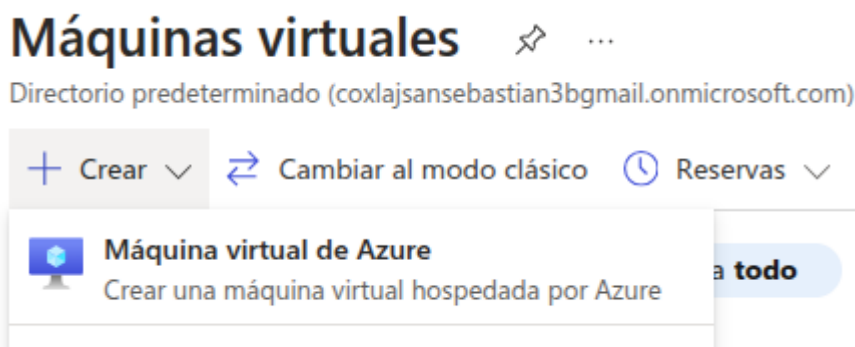 Máquinas virtuales
Directorio predeterminado (coxlajsansebastian3bgmail.onmicrosoft.com)
Crear Cambiar al modo clásico Reservas
Máquina virtual de Azure
Crear una máquina virtual hospedada por Azure
a todo